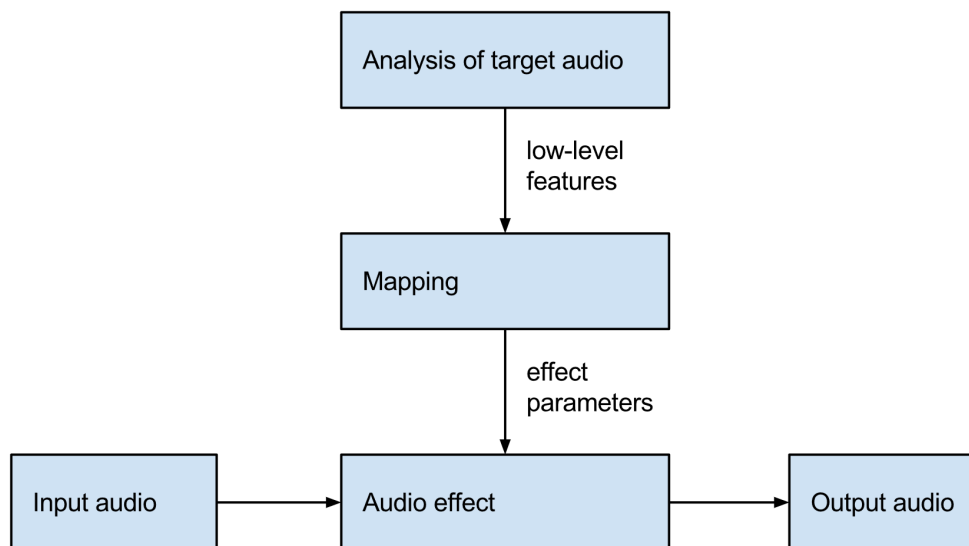 Analysis of target audio
low-level
features
Mapping
effect
parameters
Input audio
Audio effect
Output audio